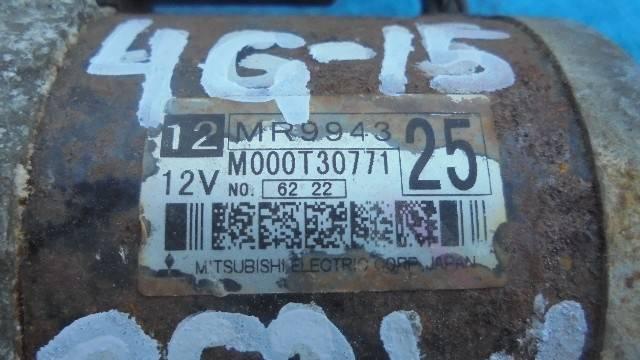 4G-15
12 MR9943 25
M000T30771
12V NO. 62 22
MITSUBISHI ELECTRIC CORP. JAPAN